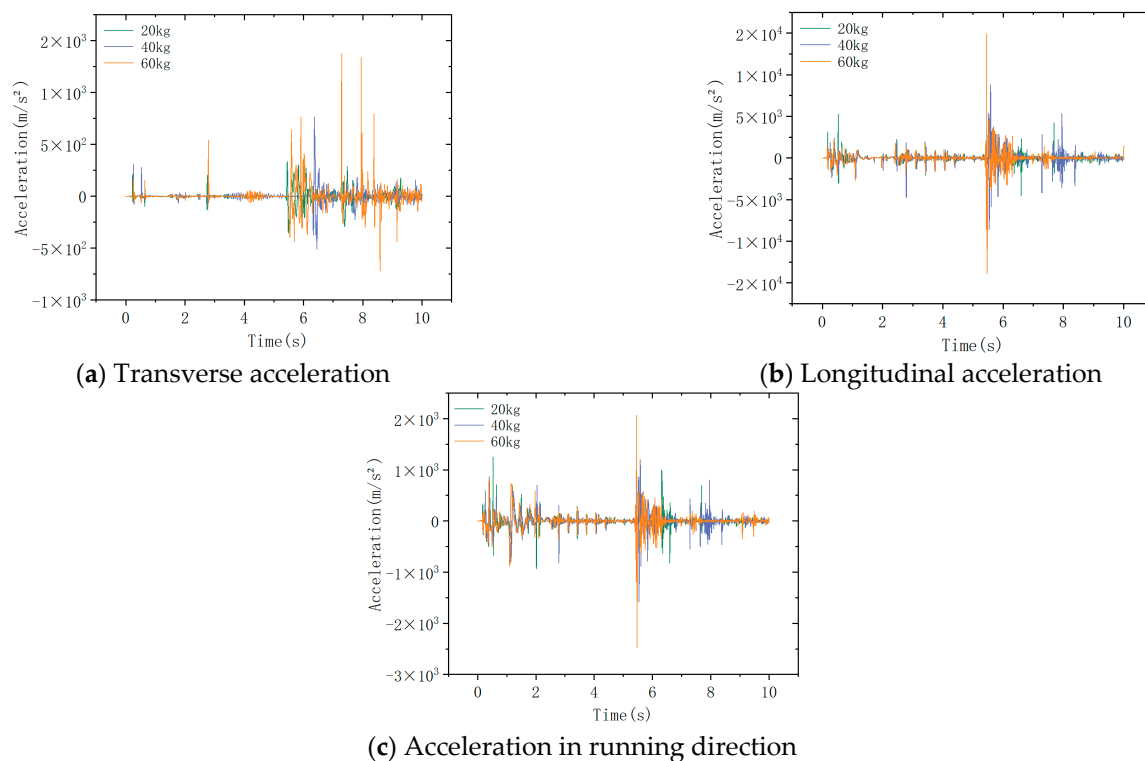 20kg
40kg
60kg
Acceleration(m/s²)
2×10³
1×10³
5×10²
0
−5×10²
−1×10³
0 2 4 6 8 10
Time(s)
(a) Transverse acceleration
20kg
40kg
60kg
Acceleration(m/s²)
2×10⁴
1×10⁴
5×10³
0
−5×10³
−1×10⁴
−2×10⁴
0 2 4 6 8 10
Time(s)
(b) Longitudinal acceleration
20kg
40kg
60kg
Acceleration(m/s²)
2×10³
1×10³
0
−1×10³
−2×10³
−3×10³
0 2 4 6 8 10
Time(s)
(c) Acceleration in running direction